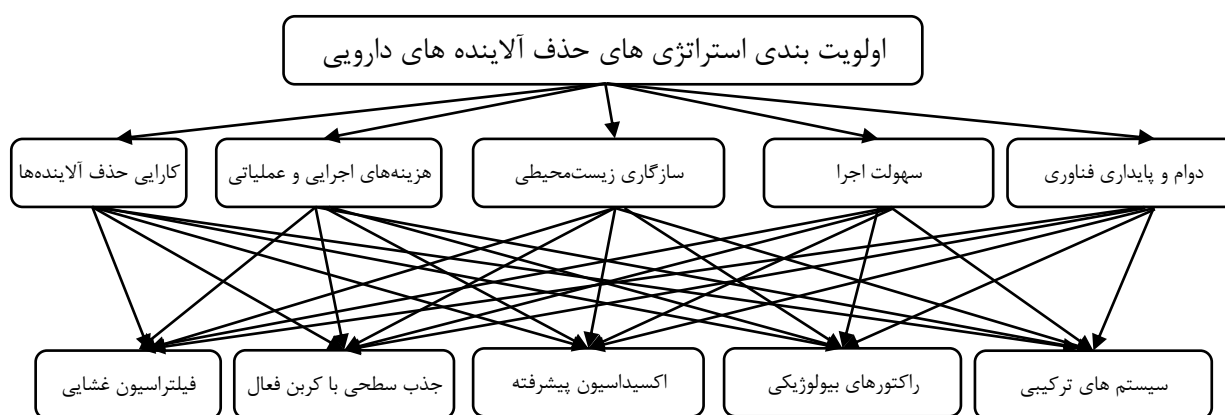 اولویت بندی استراتژی های حذف آلاینده های دارویی
دوام و پایداری فناوری
سهولت اجرا
سازگاری زیست‌محیطی
هزینه‌های اجرایی و عملیاتی
کارایی حذف آلاینده‌ها
سیستم های ترکیبی
راکتورهای بیولوژیکی
اکسیداسیون پیشرفته
جذب سطحی با کربن فعال
فیلتراسیون غشایی